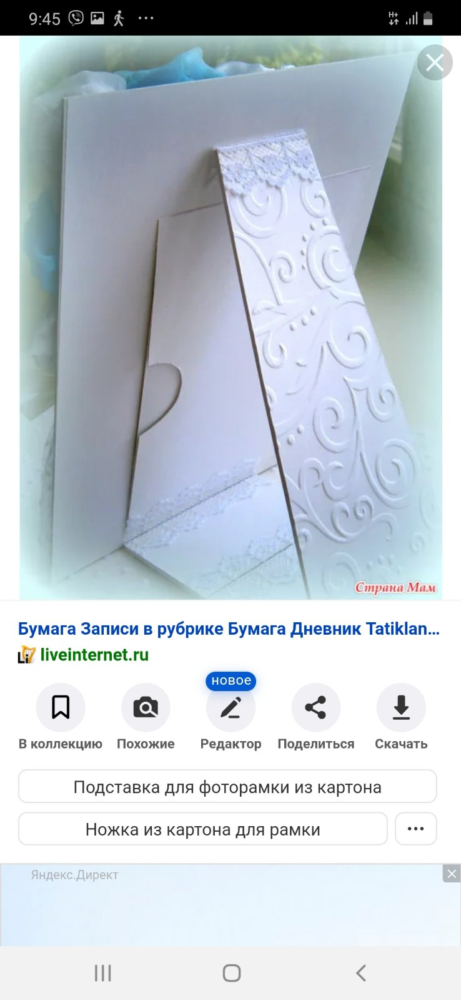 9:45
H+
Страна Мам
Бумага Записи в рубрике Бумага Дневник Tatiklan...
Li liveinternet.ru
новое
В коллекцию Похожие Редактор Поделиться Скачать
Подставка для фоторамки из картона
Ножка из картона для рамки
Яндекс.Директ